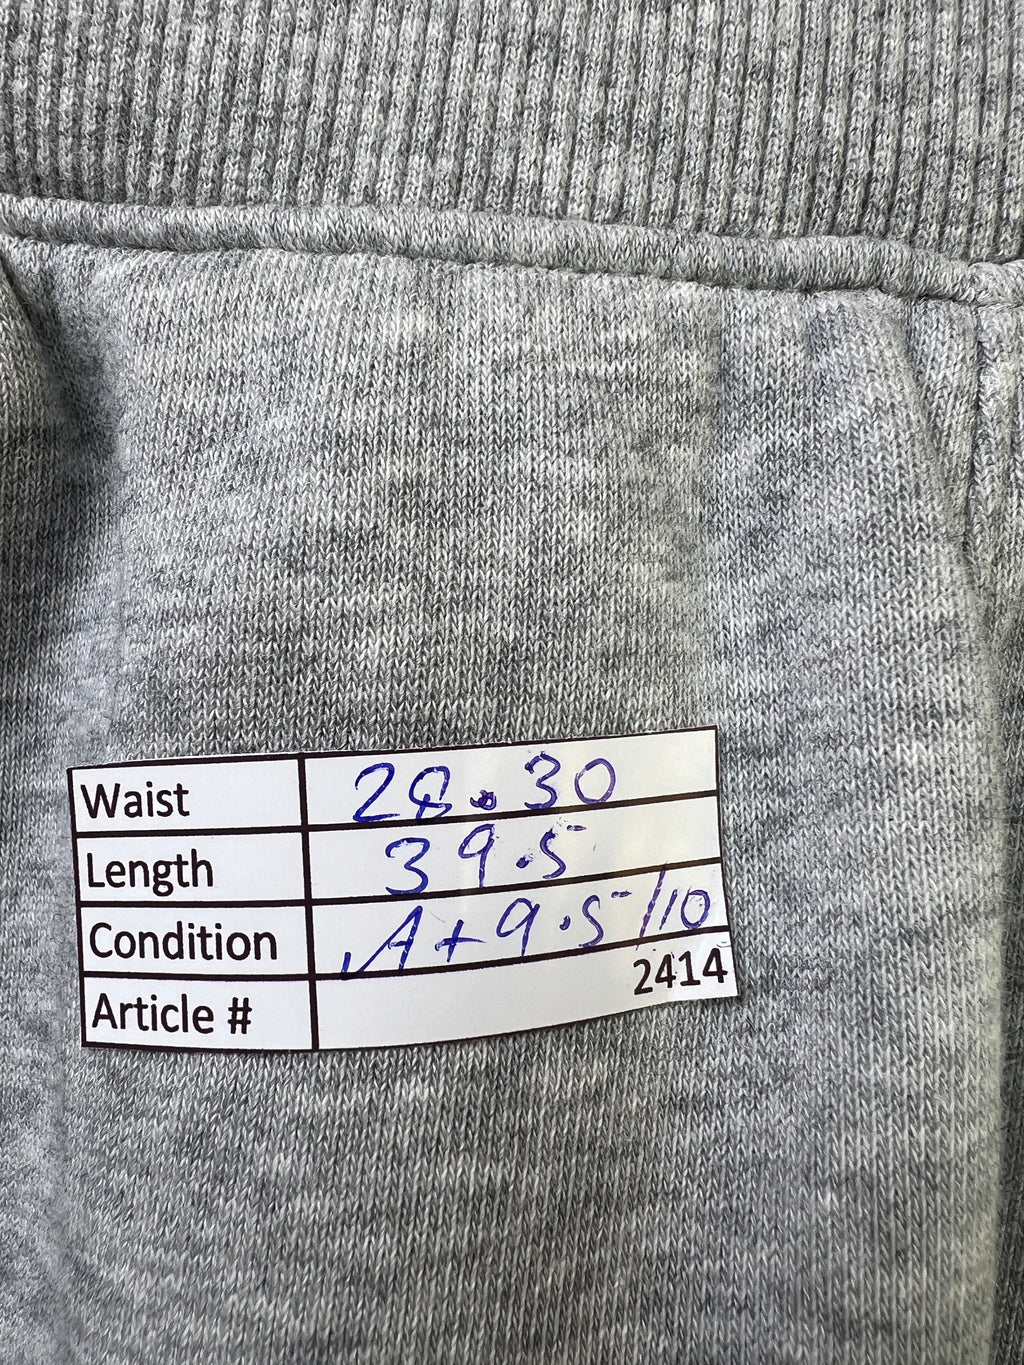 Waist 28.30
Length 39.5
Condition A+ 9.5/10
Article # 2414